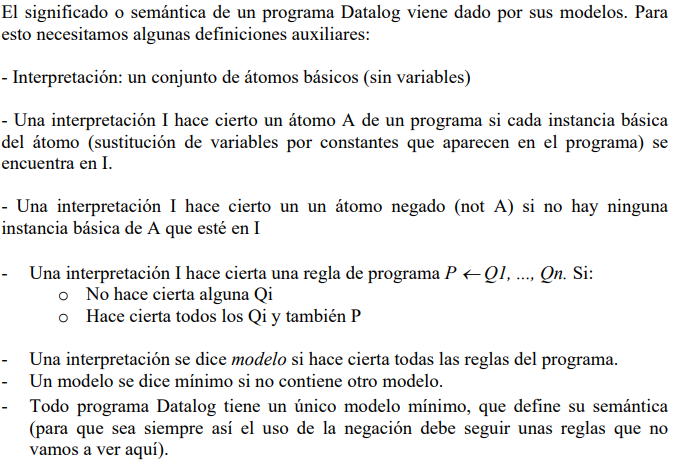 El significado o semántica de un programa Datalog viene dado por sus modelos. Para
esto necesitamos algunas definiciones auxiliares:
- Interpretación: un conjunto de átomos básicos (sin variables)
- Una interpretación I hace cierto un átomo A de un programa si cada instancia básica
del átomo (sustitución de variables por constantes que aparecen en el programa) se
encuentra en I.
- Una interpretación I hace cierto un un átomo negado (not A) si no hay ninguna
instancia básica de A que esté en I
- Una interpretación I hace cierta una regla de programa P ← Q1, ..., Qn. Si:
o No hace cierta alguna Qi
o Hace cierta todos los Qi y también P
- Una interpretación se dice modelo si hace cierta todas las reglas del programa.
- Un modelo se dice mínimo si no contiene otro modelo.
- Todo programa Datalog tiene un único modelo mínimo, que define su semántica
(para que sea siempre así el uso de la negación debe seguir unas reglas que no
vamos a ver aquí).